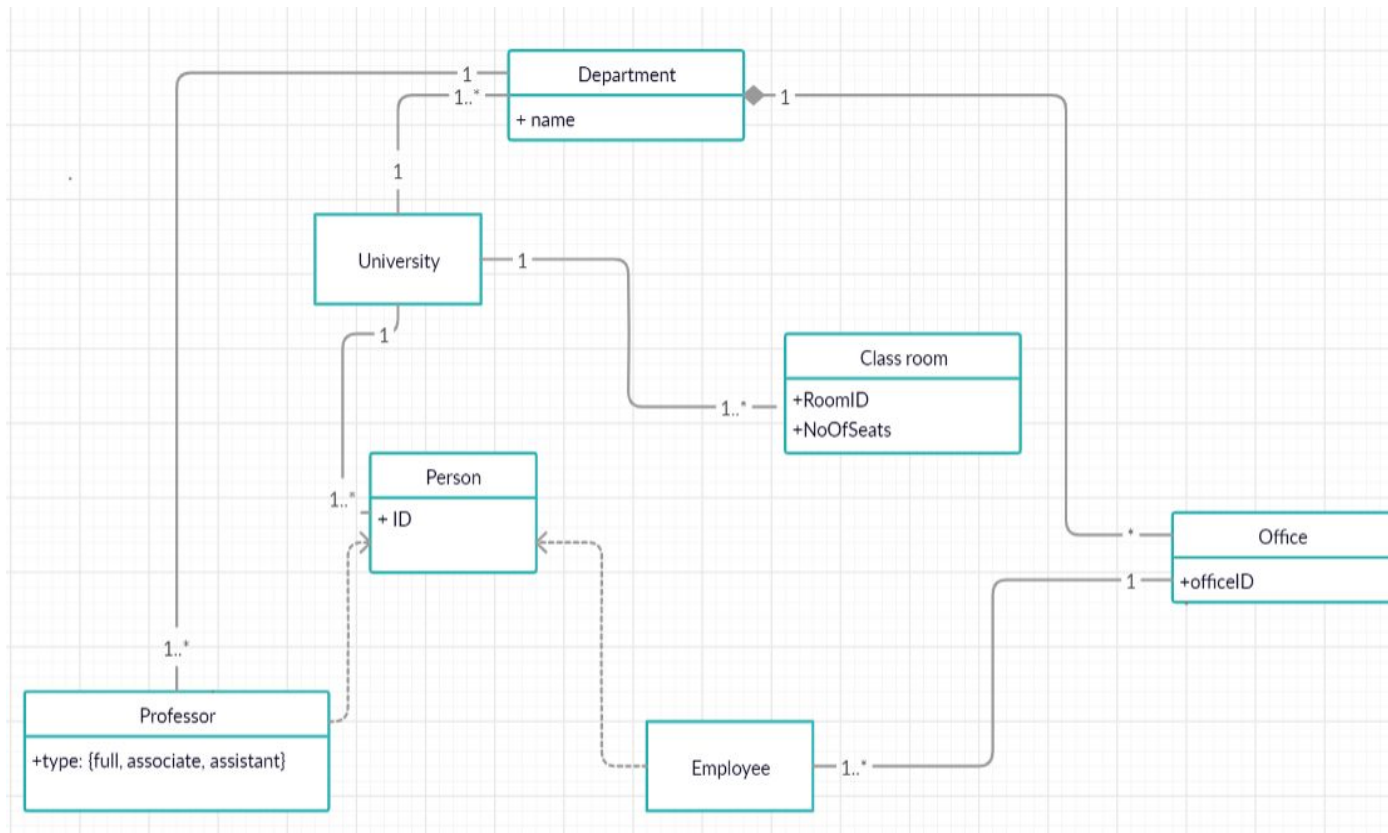 Department
1
1..*
1
+ name
1
University
1
1
Class room
+RoomID
+NoOfSeats
1..*
Person
1..*
+ ID
*
Office
1
+officeID
1..*
Professor
+type: {full, associate, assistant}
Employee
1..*